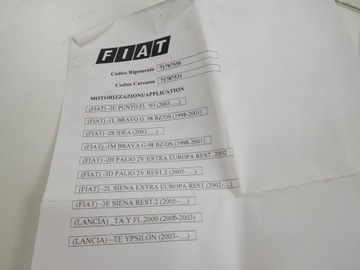 FIAT
Codice Rigenerato 71787530
Codice Carcassa 71787531
MOTORIZZAZIONI/APPLICATION
(FIAT) -2U PUNTO FL '03 (2003-....)
(FIAT) -1L BRAVO G. 98 BZ/DS (1998-2001)
(FIAT) -2S IDEA (2003-....)
(FIAT) -1M BRAVA G.98 BZ/DS (1998-2001)
(FIAT) -2H PALIO 2V EXTRA EUROPA REST. 2002
(FIAT) -3D PALIO 2V REST.2 (2005-....)
(FIAT) -2L SIENA EXTRA EUROPA REST (2002-....)
(FIAT) -3E SIENA REST.2 (2005-....)
(LANCIA) _TA Y FL.2000 (2000-2003)
(LANCIA) --TE YPSILON (2003-....)